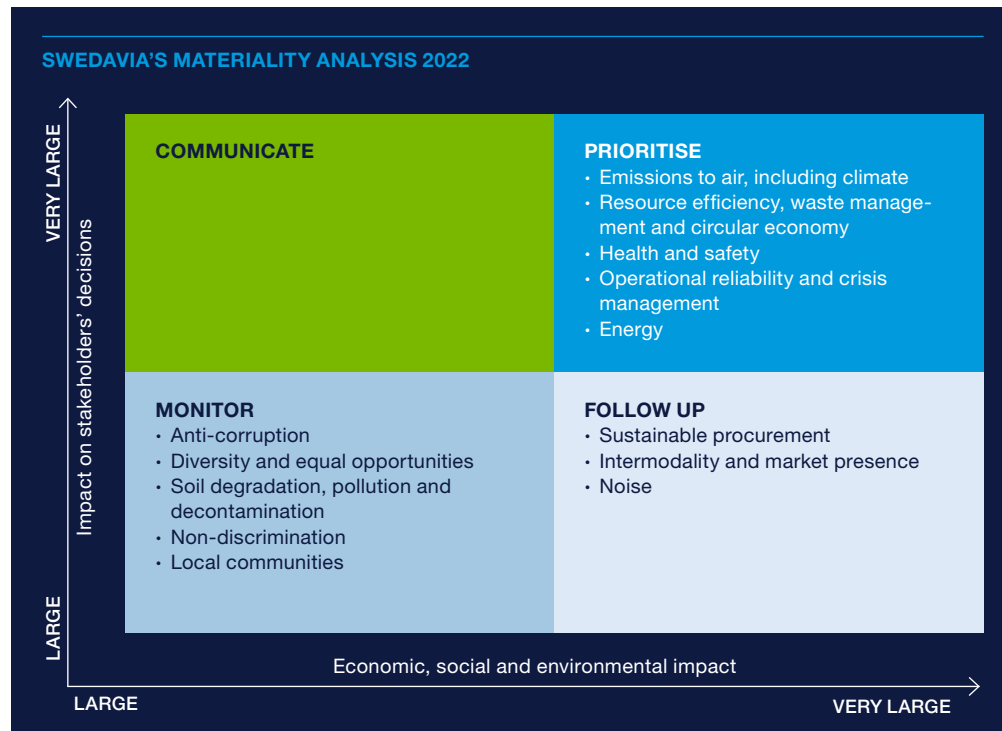 SWEDAVIA'S MATERIALITY ANALYSIS 2022
VERY LARGE
Impact on stakeholders' decisions
LARGE
COMMUNICATE
PRIORITISE
· Emissions to air, including climate
· Resource efficiency, waste manage-
ment and circular economy
· Health and safety
· Operational reliability and crisis
management
· Energy
MONITOR
· Anti-corruption
· Diversity and equal opportunities
· Soil degradation, pollution and
decontamination
· Non-discrimination
· Local communities
FOLLOW UP
· Sustainable procurement
· Intermodality and market presence
· Noise
Economic, social and environmental impact
LARGE
VERY LARGE